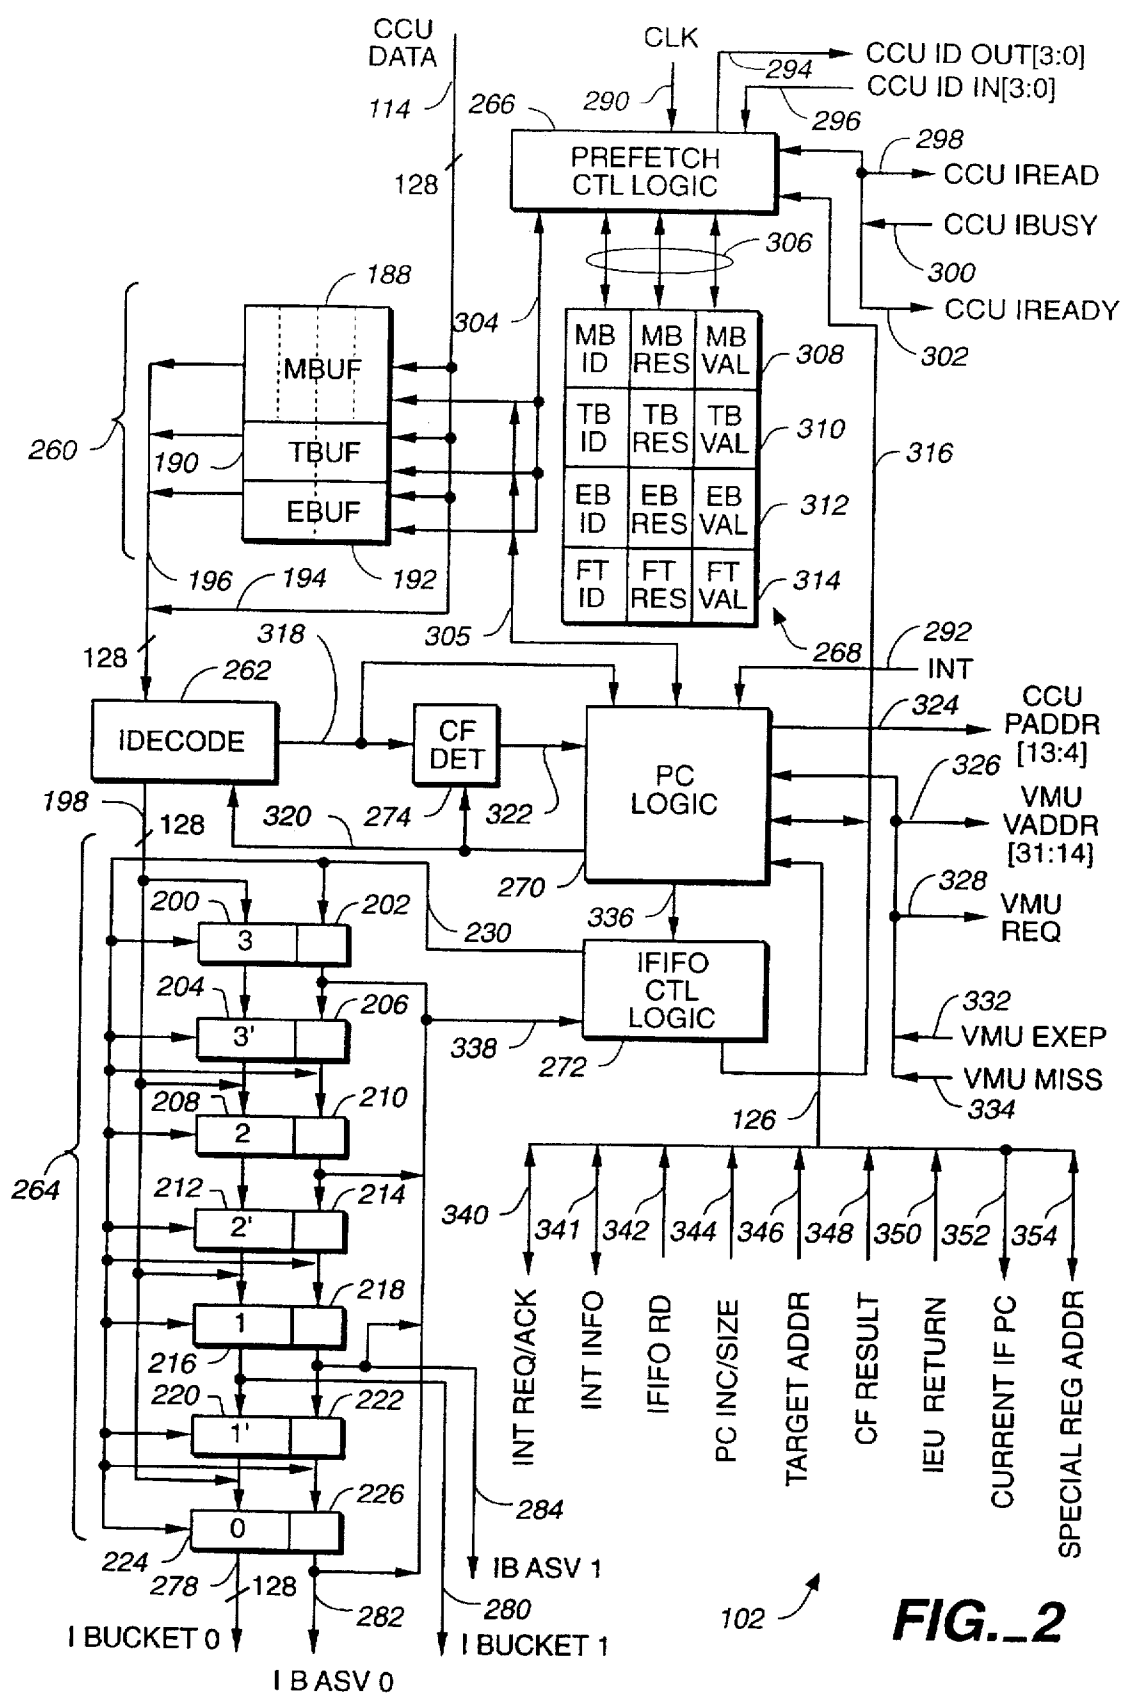 CCU
DATA
CLK
CCU ID OUT[3:0]
294
CCU ID IN[3:0]
114
266
290
296
PREFETCH
CTL LOGIC
298
CCU IREAD
128
CCU IBUSY
306
300
188
304
CCU IREADY
302
MBUF
MB
ID
MB
RES
MB
VAL
308
260
190
TBUF
TB
ID
TB
RES
TB
VAL
310
316
EBUF
EB
ID
EB
RES
EB
VAL
312
196
194
192
FT
ID
FT
RES
FT
VAL
314
128
318
305
268
292
INT
262
IDECODE
CF
DET
PC
LOGIC
324
CCU
PADDR
[13:4]
326
198
128
320
274
322
VMU
VADDR
[31:14]
270
328
VMU
REQ
200
202
230
336
3
IFIFO
CTL
LOGIC
204
206
3'
338
272
332
VMU EXEP
VMU MISS
334
208
210
126
2
264
212
214
340
341
342
344
346
348
350
352
354
2'
218
1
216
INT REQ/ACK
INT INFO
IFIFO RD
PC INC/SIZE
TARGET ADDR
CF RESULT
IEU RETURN
CURRENT IF PC
SPECIAL REG ADDR
220
222
1'
226
284
0
224
278
128
IB ASV 1
282
280
102
FIG._2
I BUCKET 0
I BUCKET 1
I B ASV 0